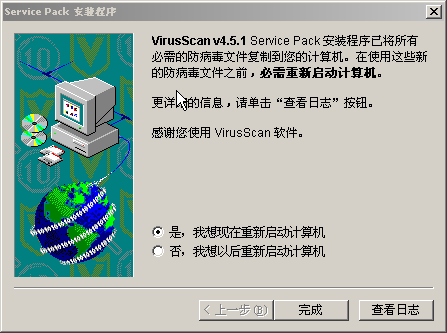 Service Pack 安装程序
VirusScan v4.5.1 Service Pack 安装程序已将所有
必需的防病毒文件复制到您的计算机。在使用这些新
的防病毒文件之前，必需重新启动计算机。
更详细的信息，请单击“查看日志”按钮。
感谢您使用 VirusScan 软件。
是，我想现在重新启动计算机
否，我想以后重新启动计算机
< 上一步(B)
完成
查看日志